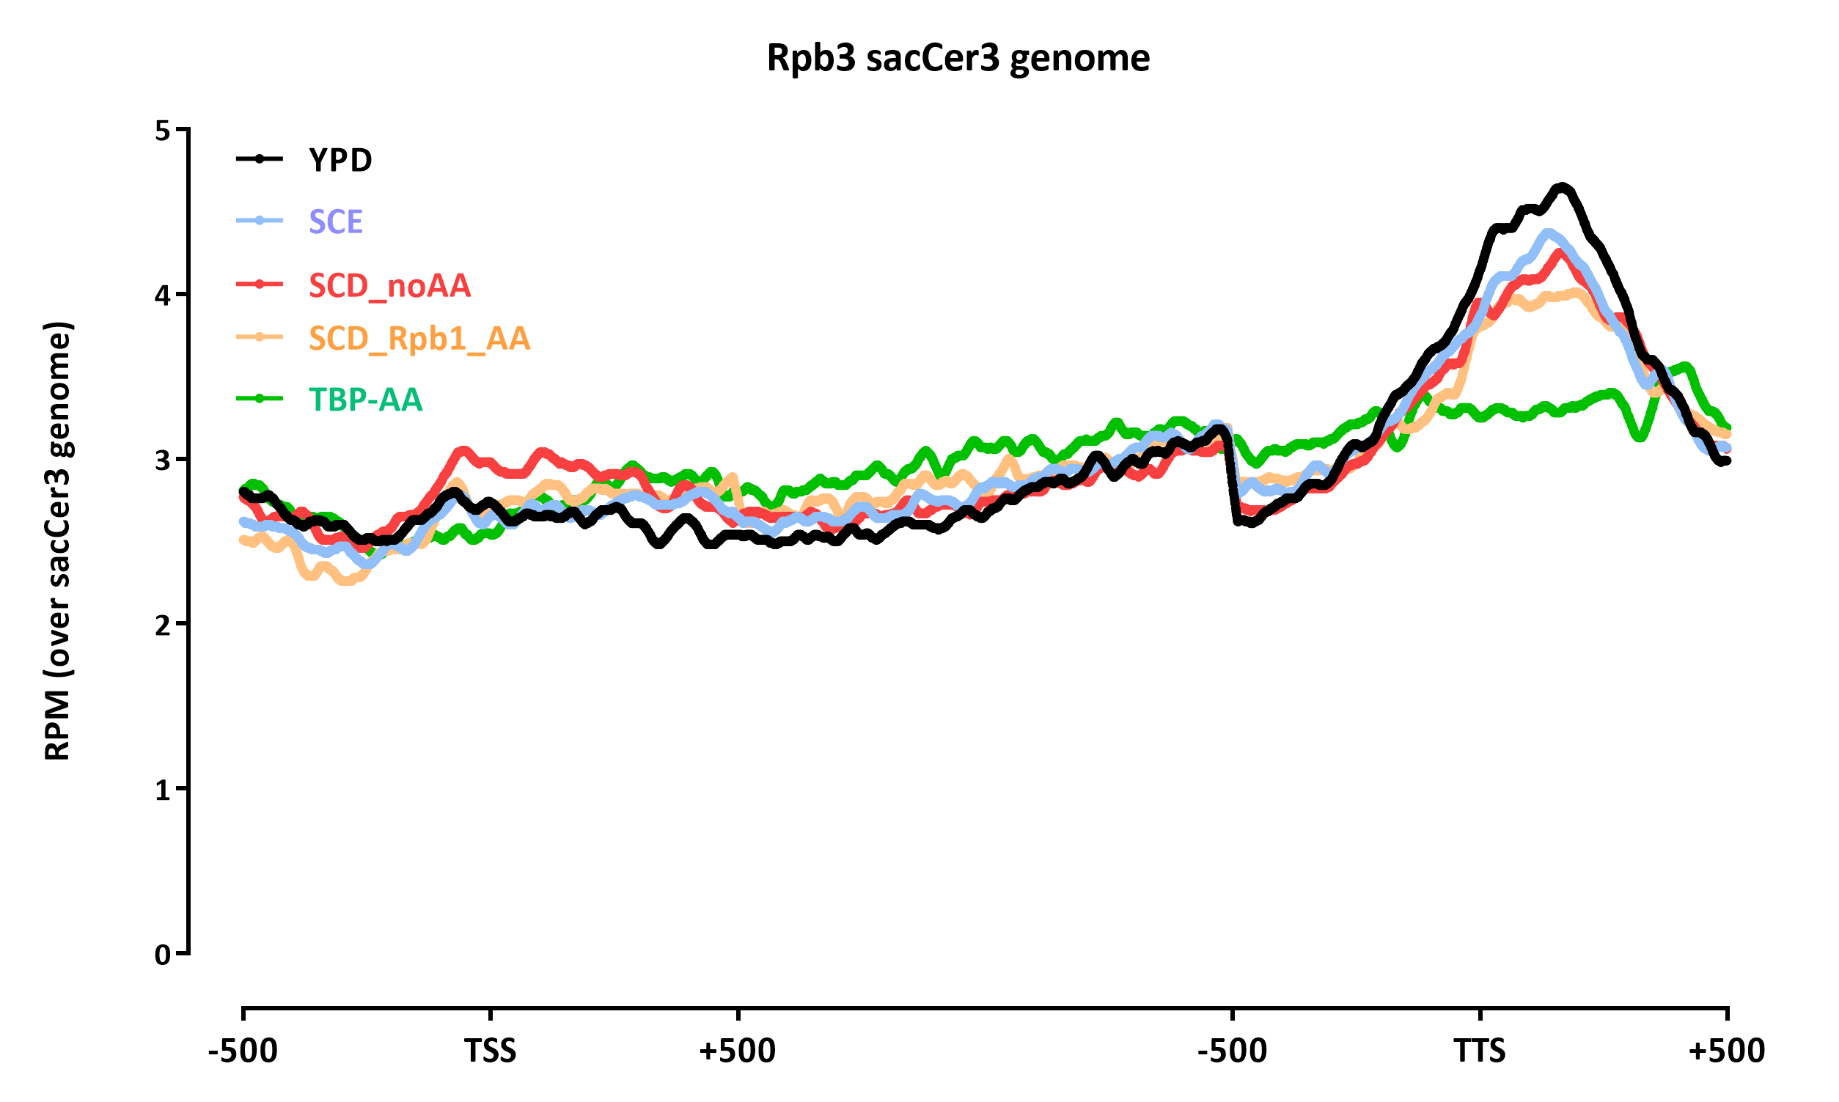 Rpb3 sacCer3 genome
5
YPD
SCE
SCD_noAA
4
SCD_Rpb1_AA
TBP-AA
RPM (over sacCer3 genome)
3
2
1
0
-500 TSS +500 -500 TTS +500